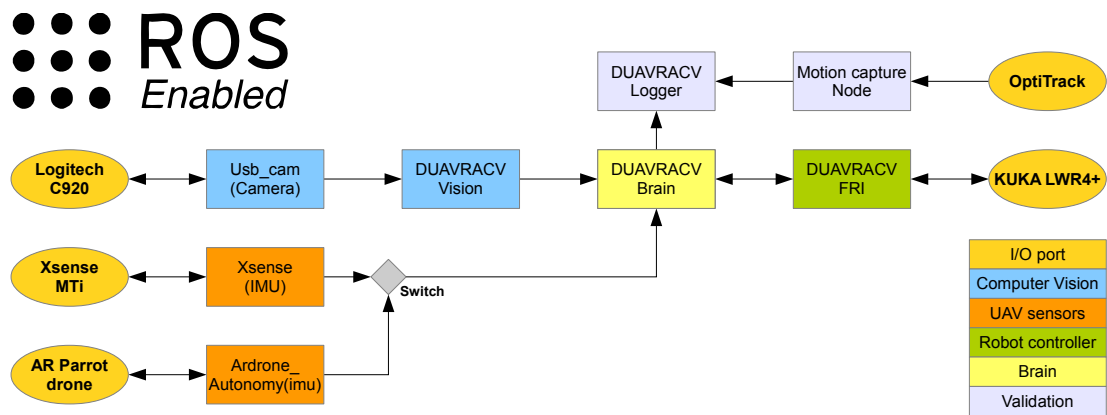 ROS
Enabled
DUAVRACV
Logger
Motion capture
Node
OptiTrack
Logitech
C920
Usb_cam
(Camera)
DUAVRACV
Vision
DUAVRACV
Brain
DUAVRACV
FRI
KUKA LWR4+
Xsense
MTi
Xsense
(IMU)
Switch
AR Parrot
drone
Ardrone_
Autonomy(imu)
I/O port
Computer Vision
UAV sensors
Robot controller
Brain
Validation